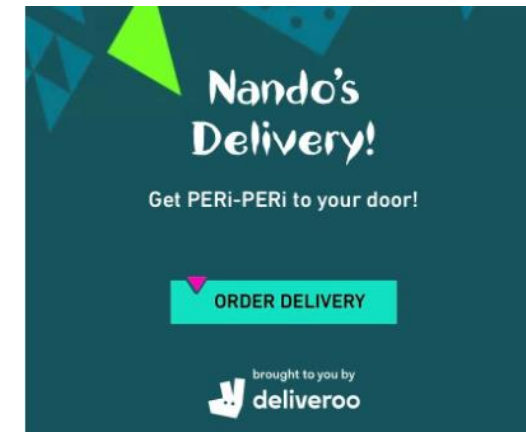 Nando's
Delivery!
Get PERi-PERi to your door!
ORDER DELIVERY
brought to you by
deliveroo